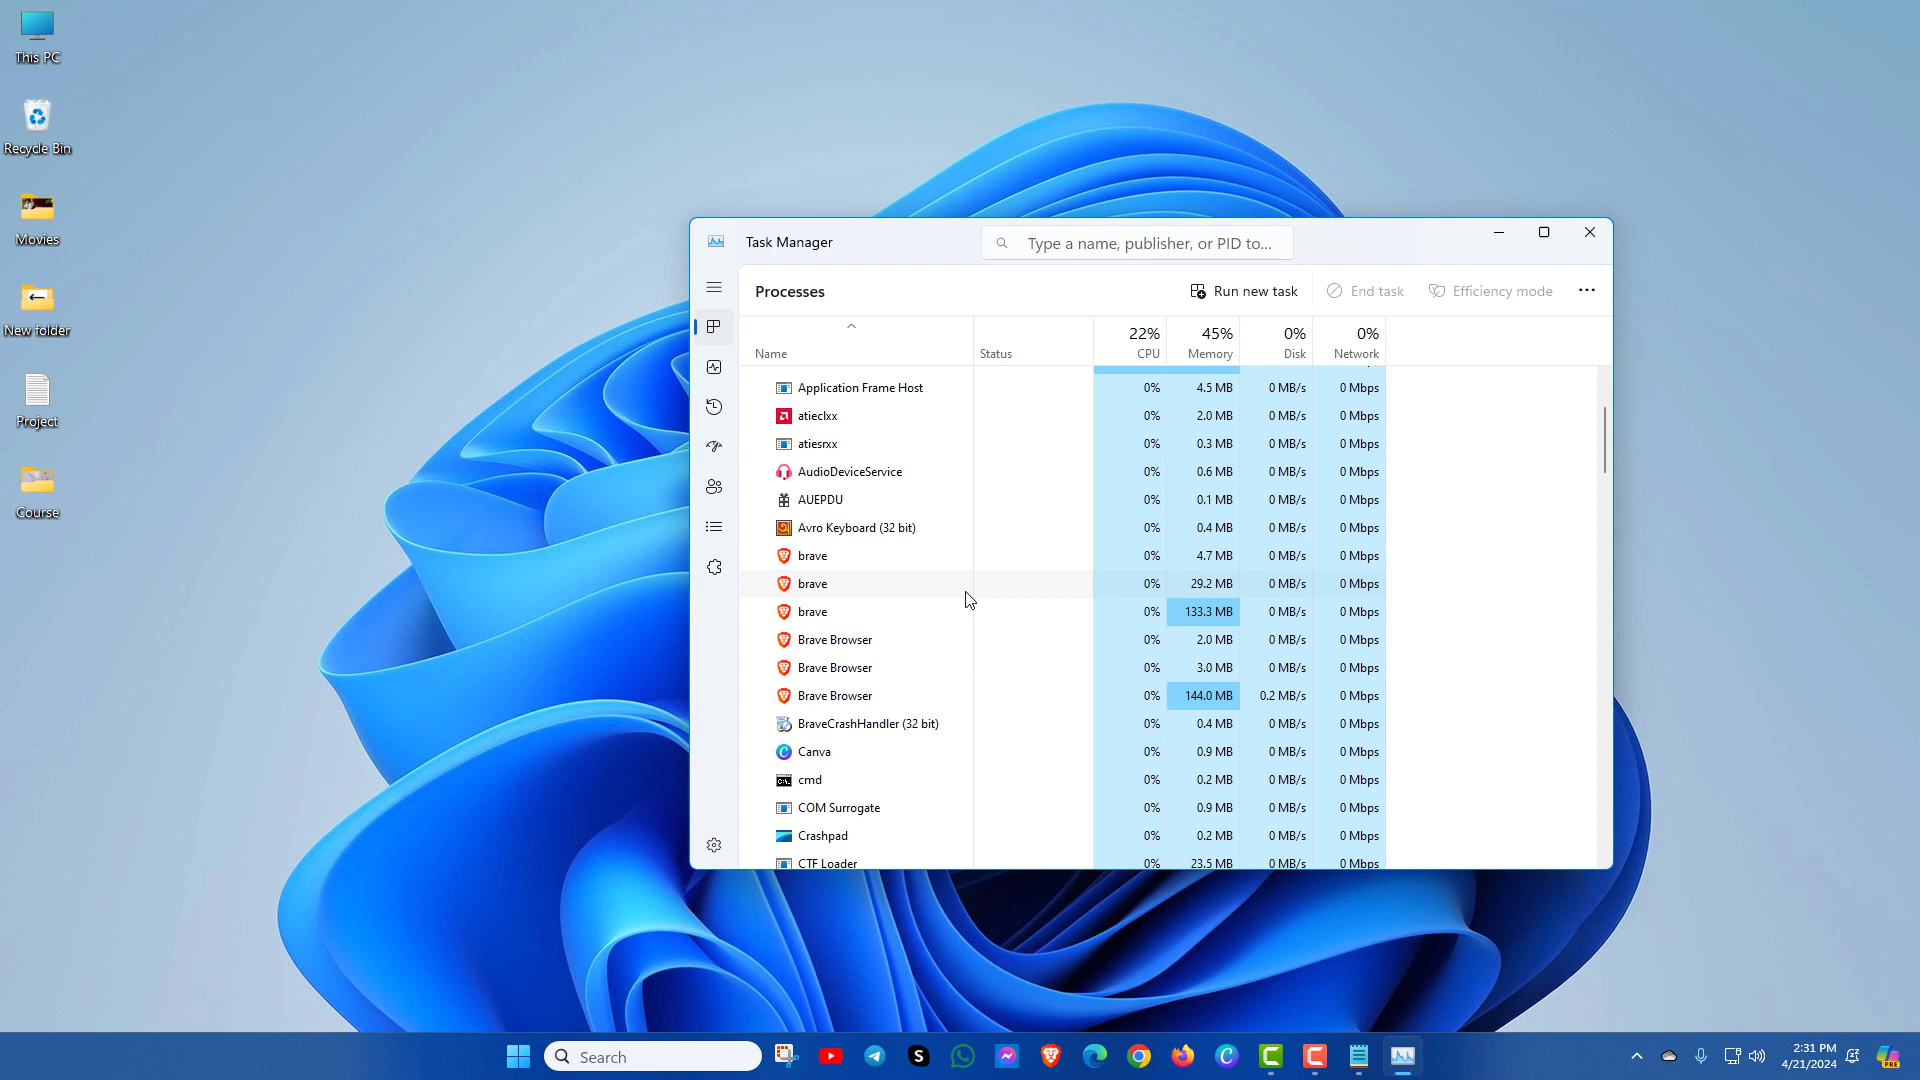 This PC
Recycle Bin
Movies
New folder
Project
Course
Task Manager
Type a name, publisher, or PID to...
Processes
Run new task
End task
Efficiency mode
22% 45% 0% 0%
Name Status CPU Memory Disk Network
Application Frame Host 0% 4.5 MB 0 MB/s 0 Mbps
atieclxx 0% 2.0 MB 0 MB/s 0 Mbps
atiesrxx 0% 0.3 MB 0 MB/s 0 Mbps
AudioDeviceService 0% 0.6 MB 0 MB/s 0 Mbps
AUEPDU 0% 0.1 MB 0 MB/s 0 Mbps
Avro Keyboard (32 bit) 0% 0.4 MB 0 MB/s 0 Mbps
brave 0% 4.7 MB 0 MB/s 0 Mbps
brave 0% 29.2 MB 0 MB/s 0 Mbps
brave 0% 133.3 MB 0 MB/s 0 Mbps
Brave Browser 0% 2.0 MB 0 MB/s 0 Mbps
Brave Browser 0% 3.0 MB 0 MB/s 0 Mbps
Brave Browser 0% 144.0 MB 0.2 MB/s 0 Mbps
BraveCrashHandler (32 bit) 0% 0.4 MB 0 MB/s 0 Mbps
Canva 0% 0.9 MB 0 MB/s 0 Mbps
cmd 0% 0.2 MB 0 MB/s 0 Mbps
COM Surrogate 0% 0.9 MB 0 MB/s 0 Mbps
Crashpad 0% 0.2 MB 0 MB/s 0 Mbps
CTF Loader 0% 23.5 MB 0 MB/s 0 Mbps
Search
2:31 PM
4/21/2024
PRE